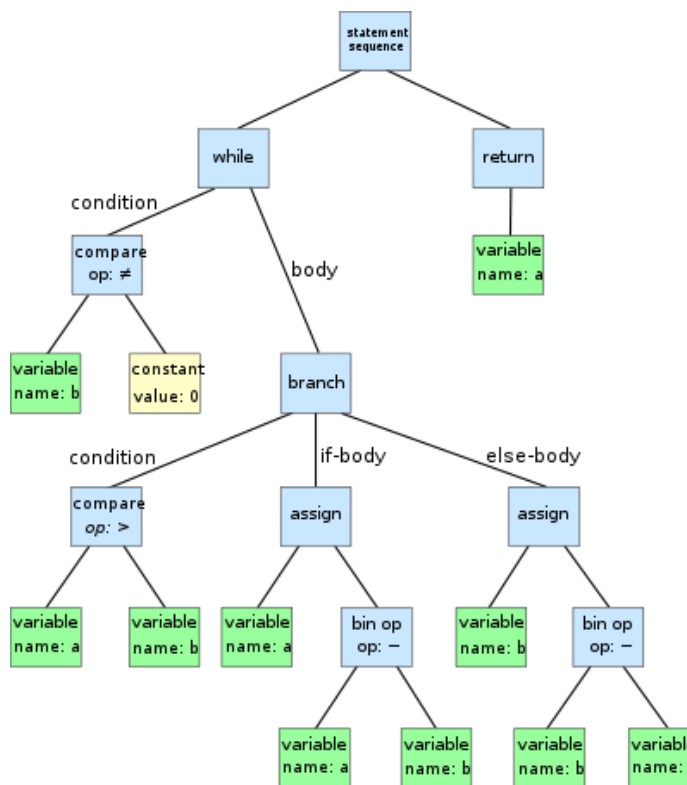 statement
sequence
while
return
condition
compare
op: ≠
body
variable
name: a
variable
name: b
constant
value: 0
branch
condition
if-body
else-body
compare
op: >
assign
assign
variable
name: a
variable
name: b
variable
name: a
bin op
op: −
variable
name: b
bin op
op: −
variable
name: a
variable
name: b
variable
name: b
name: